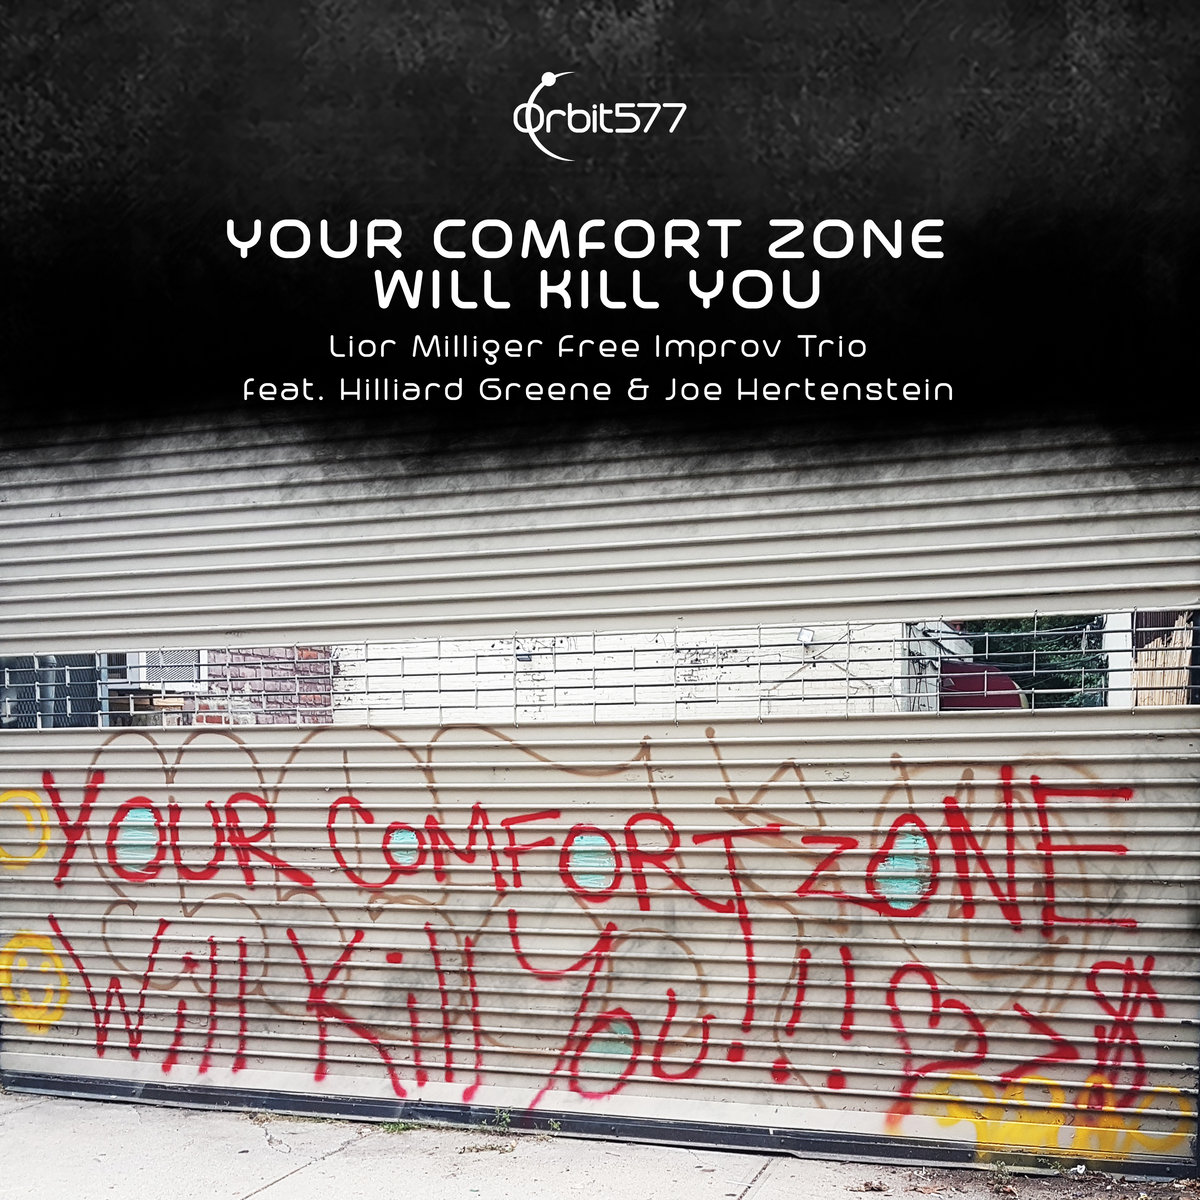 Orbit577
YOUR COMFORT ZONE
WILL KILL YOU
Lior Milliger Free Improv Trio
feat. Hilliard Greene & Joe Hertenstein
YOUR COMFORT ZONE
Will Kill You!!! ♡ > $